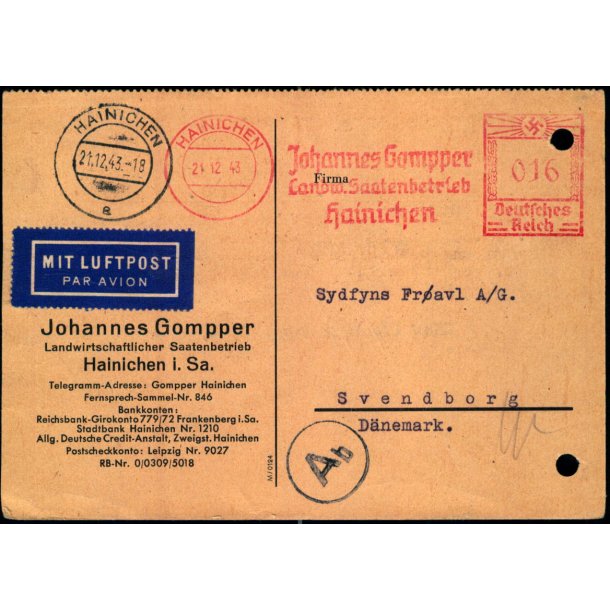 HAINICHEN
21.12.43.-18
a
HAINICHEN
21 12 43
Johannes Gompper
Firma
Landw. Saatenbetrieb
Hainichen
016
Deutsches
Reich
MIT LUFTPOST
PAR AVION
Johannes Gompper
Landwirtschaftlicher Saatenbetrieb
Hainichen i. Sa.
Telegramm-Adresse: Gompper Hainichen
Fernsprech-Sammel-Nr. 846
Bankkonten:
Reichsbank-Girokonto 779/72 Frankenberg i. Sa.
Stadtbank Hainichen Nr. 1210
Allg. Deutsche Credit-Anstalt, Zweigst. Hainichen
Postscheckkonto: Leipzig Nr. 9027
RB-Nr. 0/0309/5018
M/0124
Sydfyns Frøavl A/G.
Svendborg
Dänemark.
Ab